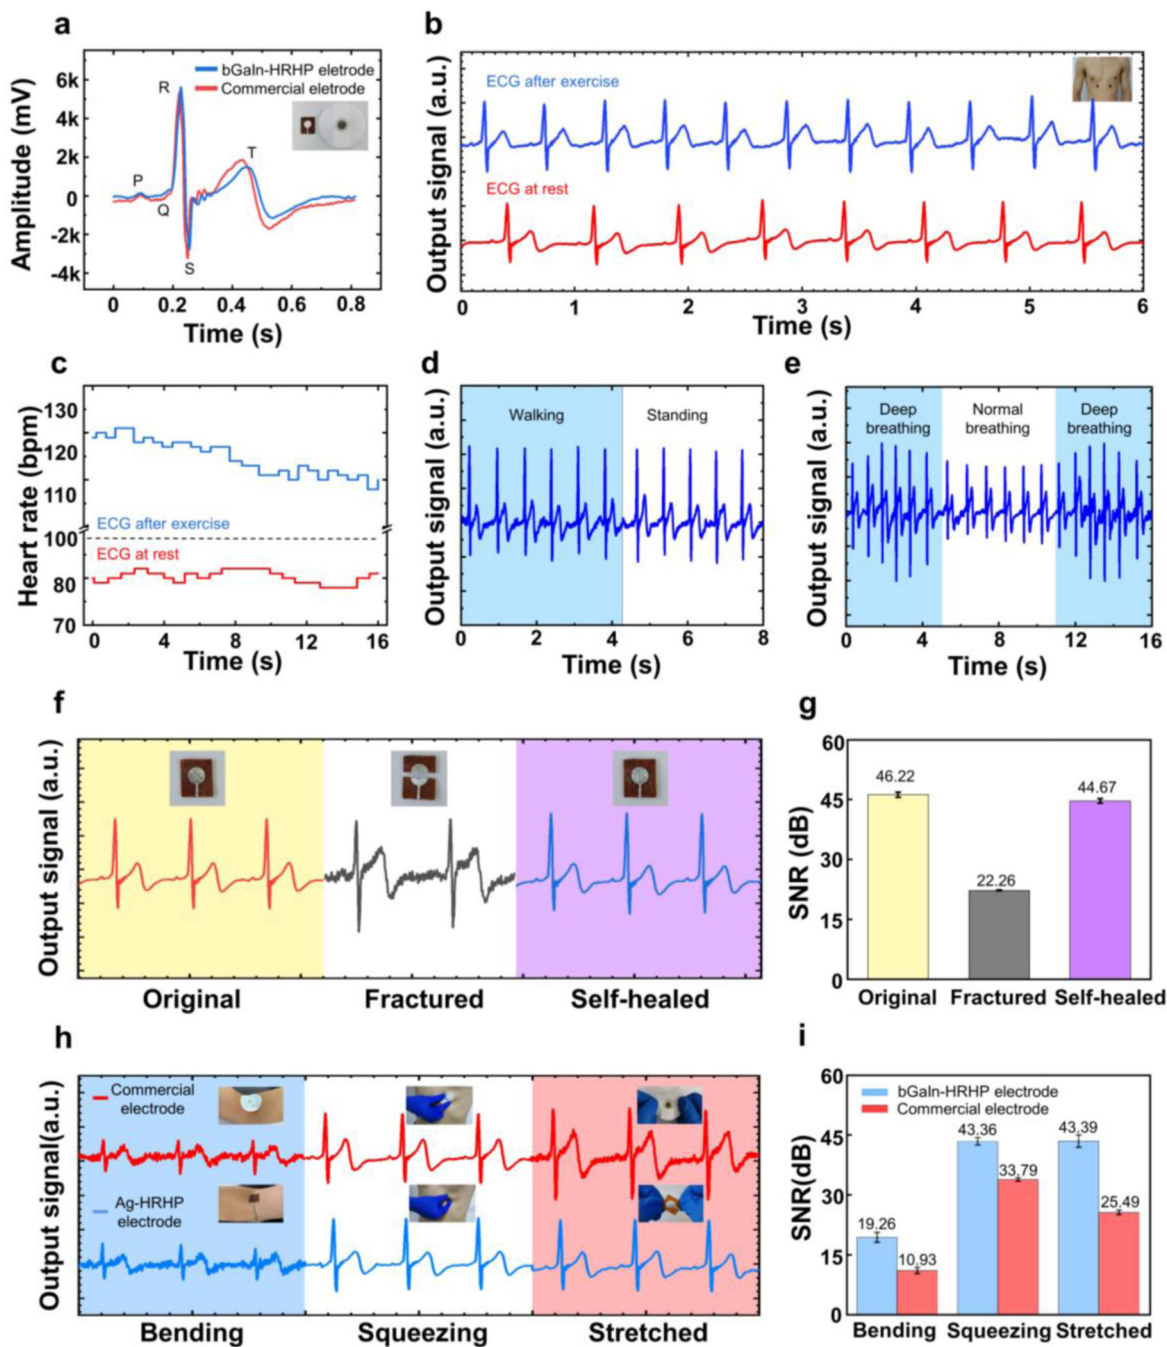 a
bGaIn-HRHP eletrode
Commercial eletrode
6k
4k
2k
0
-2k
-4k
R
P
Q
S
T
Amplitude (mV)
0
0.2
0.4
0.6
0.8
Time (s)
b
ECG after exercise
ECG at rest
Output signal (a.u.)
0
1
2
3
4
5
6
Time (s)
c
130
120
110
100
80
70
ECG after exercise
ECG at rest
Heart rate (bpm)
0
4
8
12
16
Time (s)
d
Walking
Standing
Output signal (a.u.)
0
2
4
6
8
Time (s)
e
Deep
breathing
Normal
breathing
Deep
breathing
Output signal (a.u.)
0
4
8
12
16
Time (s)
f
Output signal (a.u.)
Original
Fractured
Self-healed
g
60
45
30
15
0
SNR (dB)
46.22
22.26
44.67
Original
Fractured
Self-healed
h
Commercial
electrode
Ag-HRHP
electrode
Output signal(a.u.)
Bending
Squeezing
Stretched
i
bGaIn-HRHP electrode
Commercial electrode
60
45
30
15
0
SNR(dB)
19.26
10.93
43.36
33.79
43.39
25.49
Bending
Squeezing
Stretched